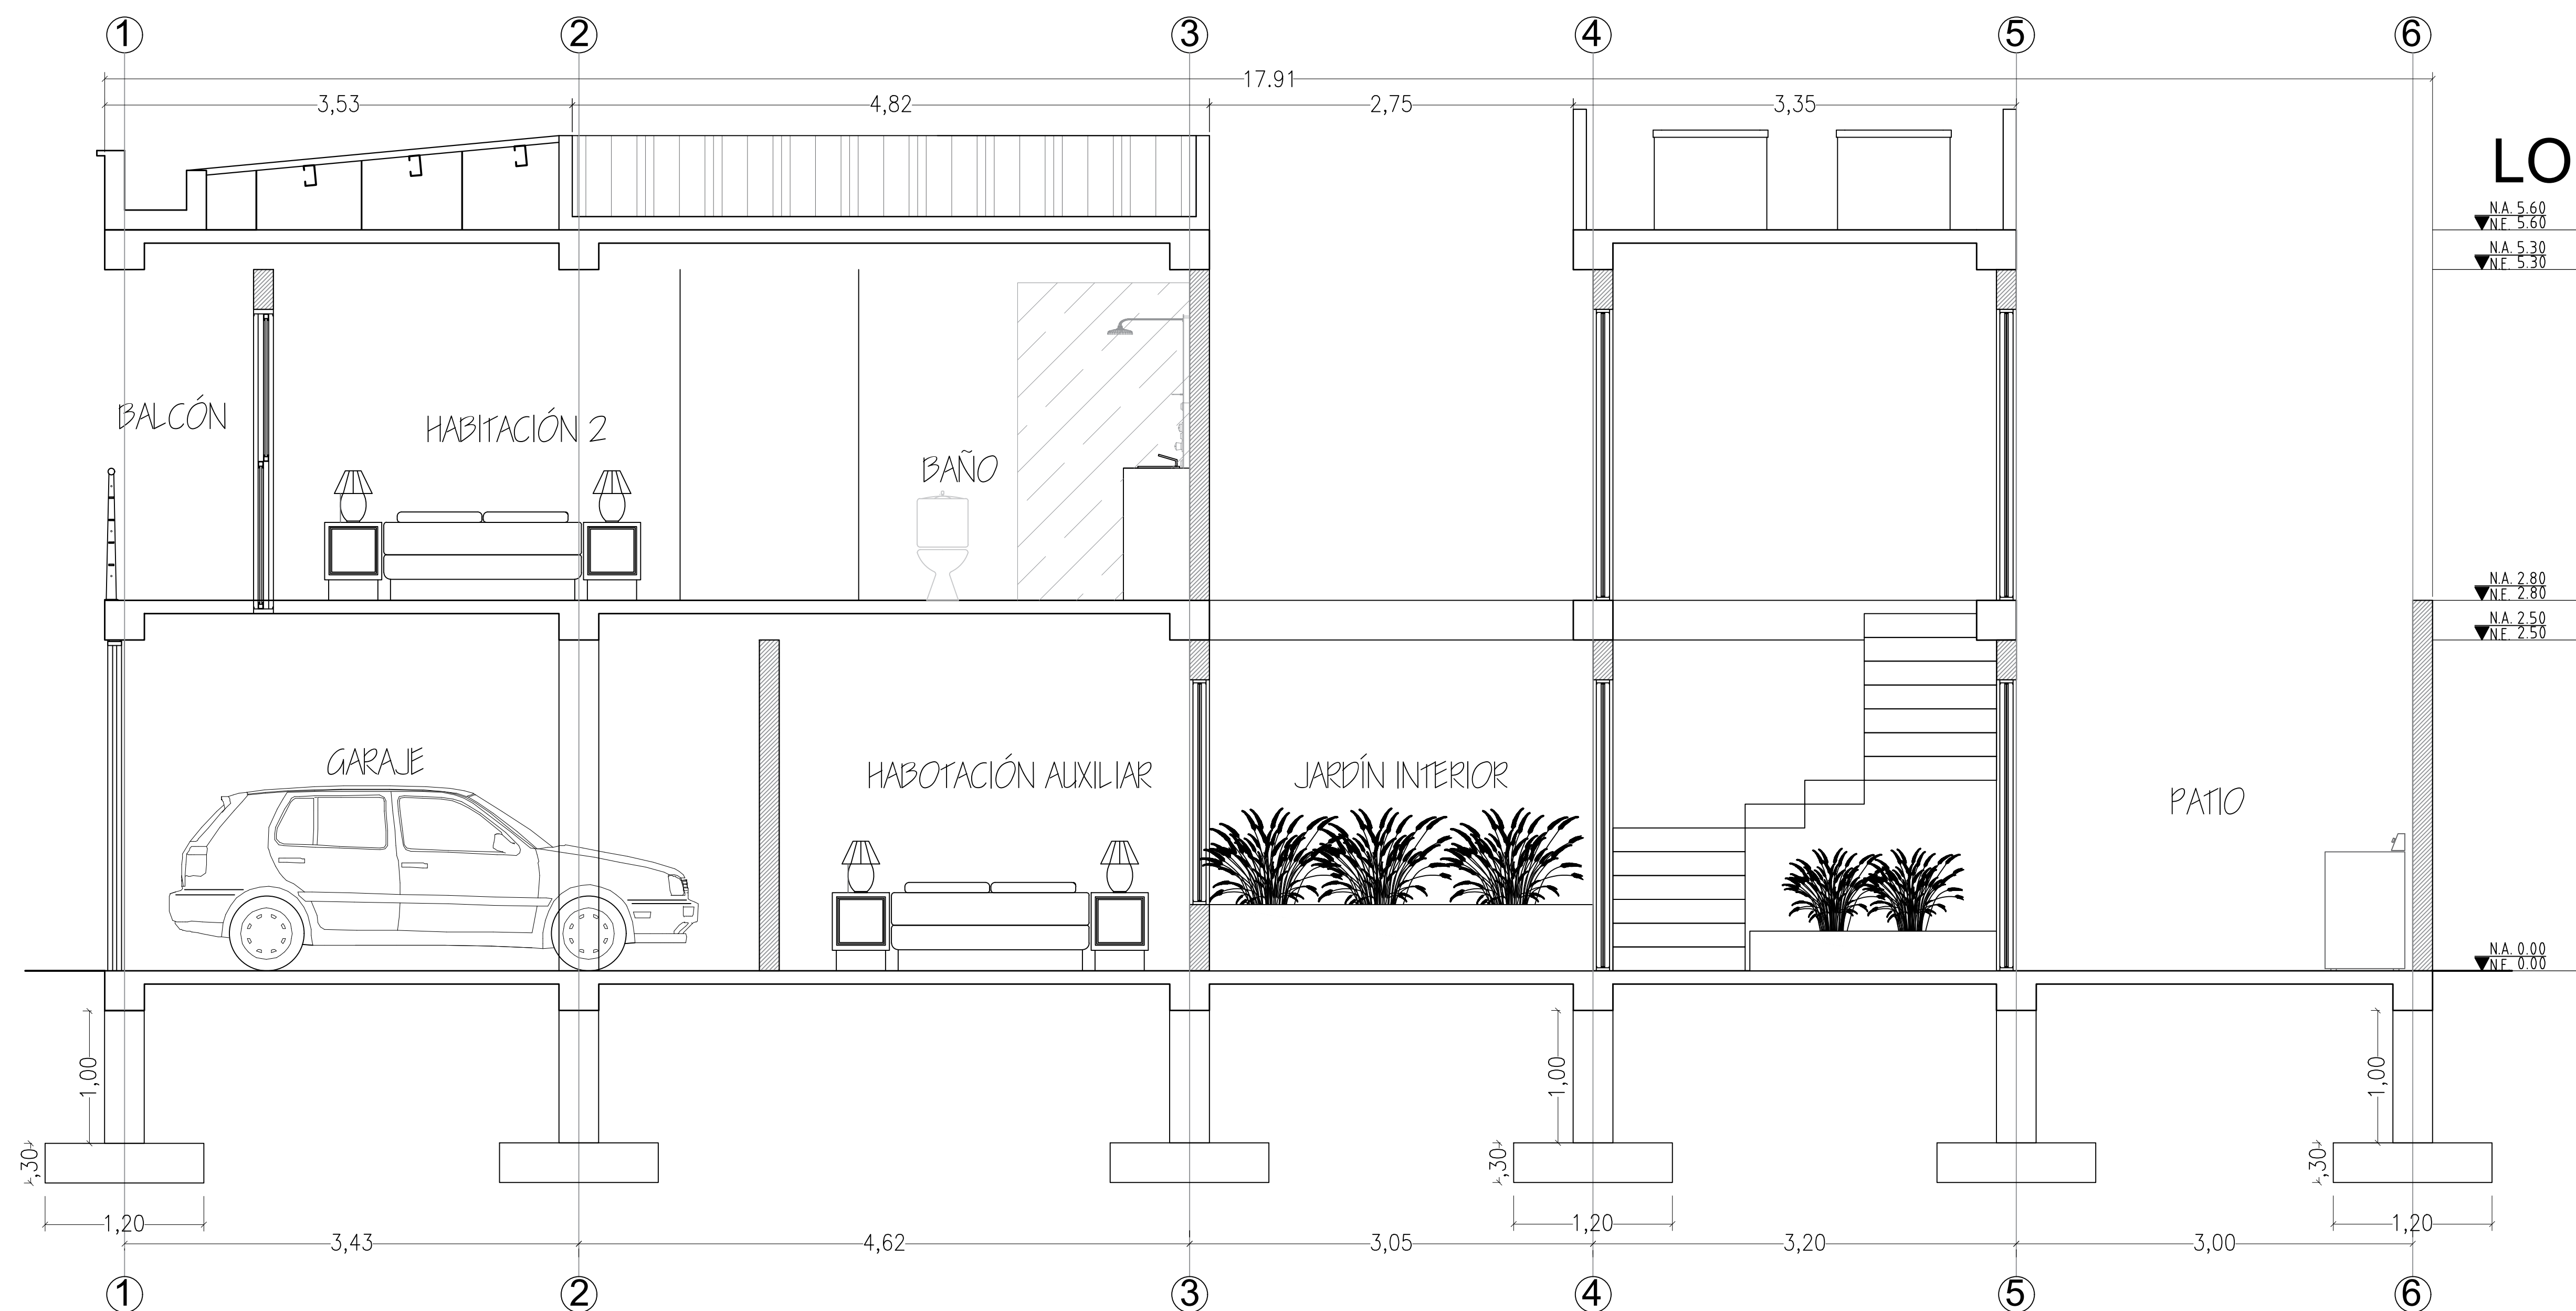 1 2 3 4 5 6
17.91
3,53 4,82 2,75 3,35
LO
N.A. 5.60
N.E. 5.60
N.A. 5.30
N.E. 5.30
BALCÓN
HABITACIÓN 2
BAÑO
N.A. 2.80
N.E. 2.80
N.A. 2.50
N.E. 2.50
GARAJE
HABOTACIÓN AUXILIAR
JARDÍN INTERIOR
PATIO
N.A. 0.00
N.E. 0.00
1,00 1,00 1,00
,30 ,30 ,30
1,20 1,20 1,20
3,43 4,62 3,05 3,20 3,00
1 2 3 4 5 6